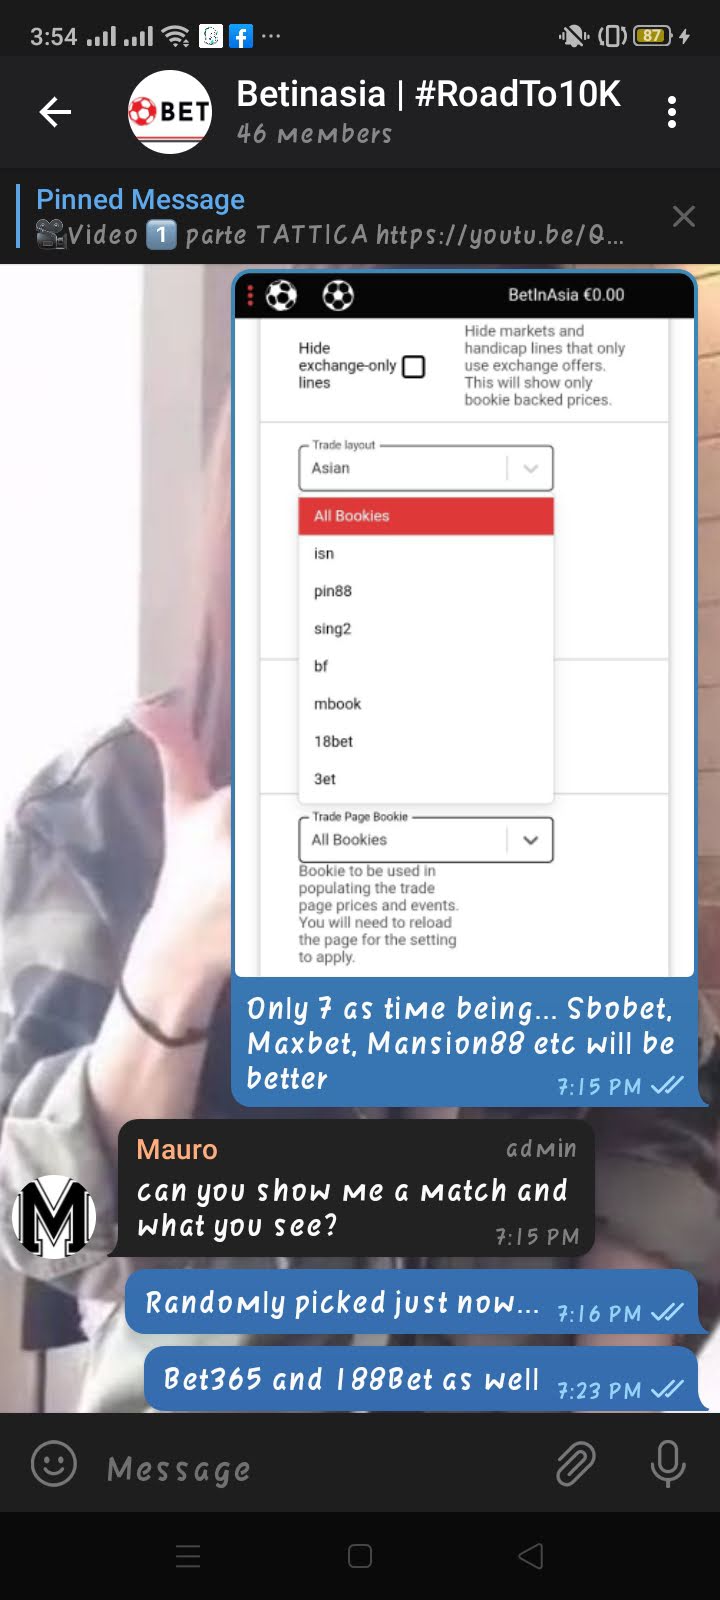 3:54
87
BET
Betinasia | #RoadTo10K
46 members
Pinned Message
🎥Video 1️⃣ parte TATTICA https://youtu.be/Q...
BetInAsia €0.00
Hide
exchange-only
lines
Hide markets and
handicap lines that only
use exchange offers.
This will show only
bookie backed prices.
Trade layout
Asian
All Bookies
isn
pin88
sing2
bf
mbook
18bet
3et
Trade Page Bookie
All Bookies
Bookie to be used in
populating the trade
page prices and events.
You will need to reload
the page for the setting
to apply.
Only 7 as time being... Sbobet,
Maxbet, Mansion88 etc will be
better
7:15 PM
Mauro admin
can you show me a match and
what you see?
7:15 PM
M
Randomly picked just now... 7:16 PM
Bet365 and 188Bet as well 7:23 PM
Message